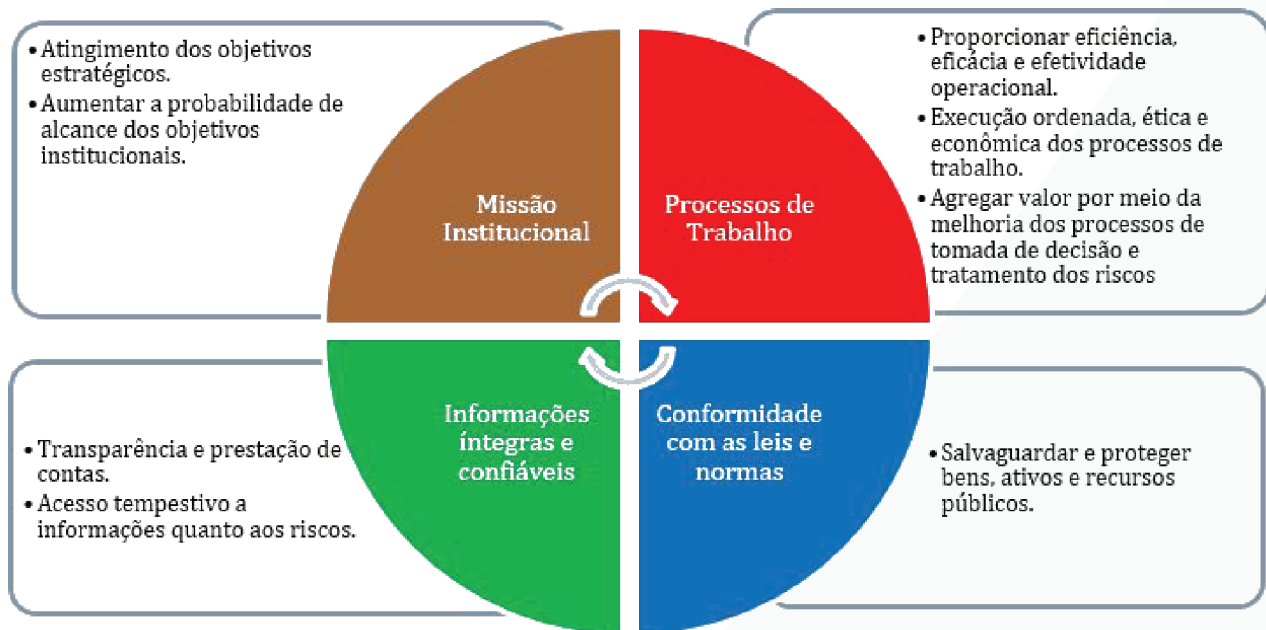 • Atingimento dos objetivos
estratégicos.
• Aumentar a probabilidade de
alcance dos objetivos
institucionais.
Missão
Institucional
Processos de
Trabalho
• Proporcionar eficiência,
eficácia e efetividade
operacional.
• Execução ordenada, ética e
econômica dos processos de
trabalho.
• Agregar valor por meio da
melhoria dos processos de
tomada de decisão e
tratamento dos riscos
• Transparência e prestação de
contas.
• Acesso tempestivo a
informações quanto aos riscos.
Informações
íntegras e
confiáveis
Conformidade
com as leis e
normas
• Salvaguardar e proteger
bens, ativos e recursos
públicos.